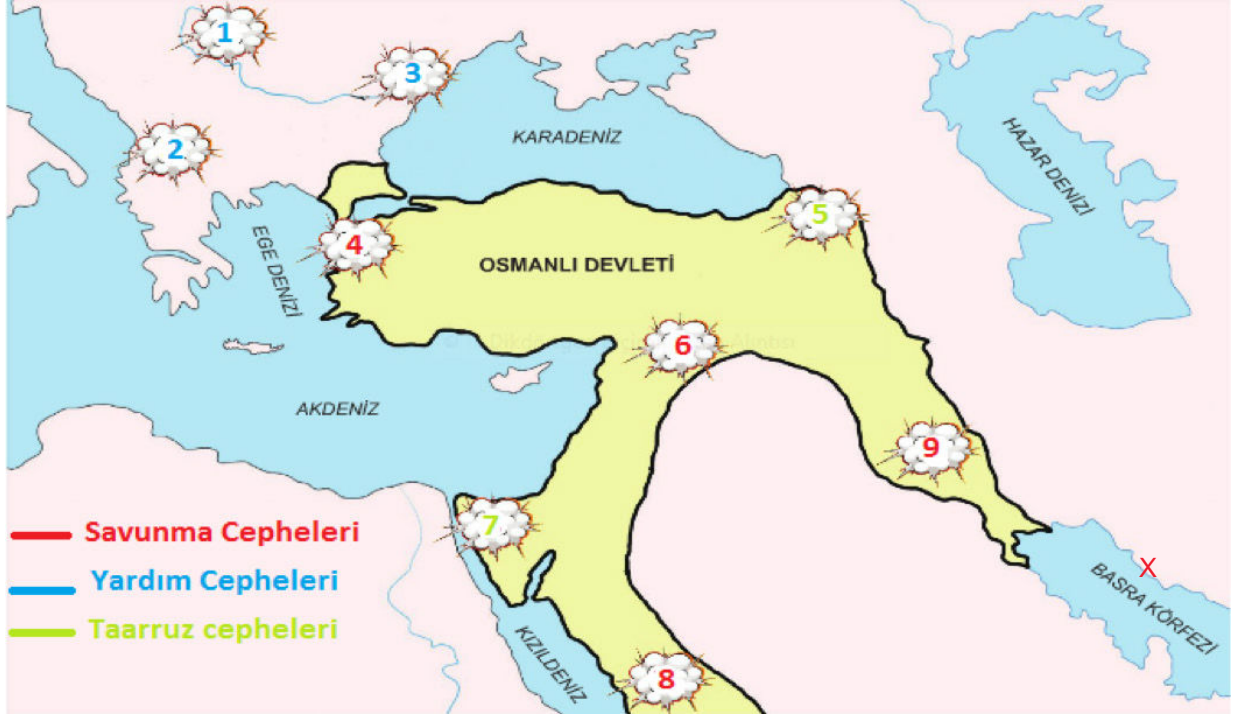 1
3
KARADENİZ
HAZAR DENİZİ
2
5
4
EGE DENİZİ
OSMANLI DEVLETİ
6
AKDENİZ
9
7
Savunma Cepheleri
X
Yardım Cepheleri
BASRA KÖRFEZİ
Taarruz cepheleri
KIZILDENİZ
8